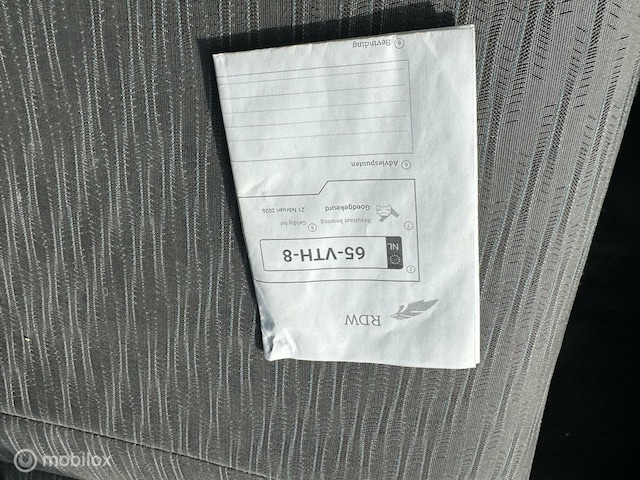 RDW
NL 65-VTH-8
Resultaat keuring
Goedgekeurd
Geldig tot
21 februari 2026
Adviespunten
Bevinding
mobilox